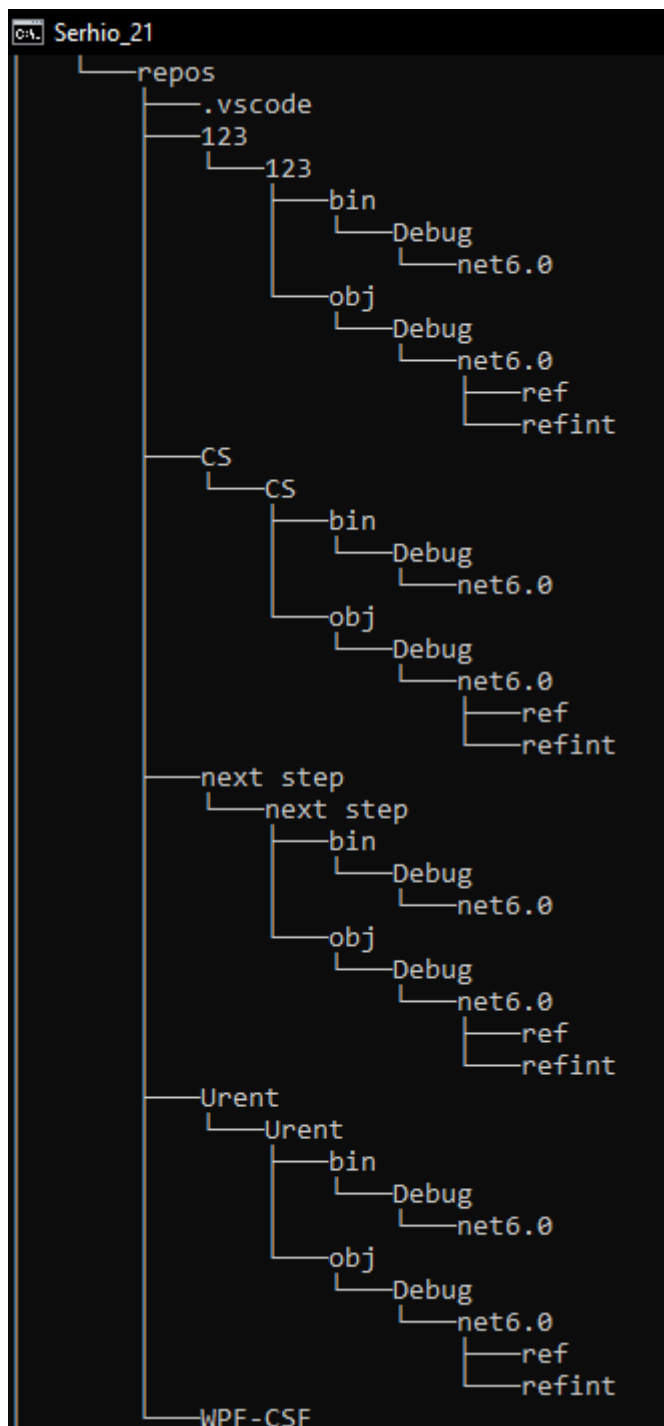 Serhio_21
repos
.vscode
123
123
bin
Debug
net6.0
obj
Debug
net6.0
ref
refint
CS
CS
bin
Debug
net6.0
obj
Debug
net6.0
ref
refint
next step
next step
bin
Debug
net6.0
obj
Debug
net6.0
ref
refint
Urent
Urent
bin
Debug
net6.0
obj
Debug
net6.0
ref
refint
WPF-CSF